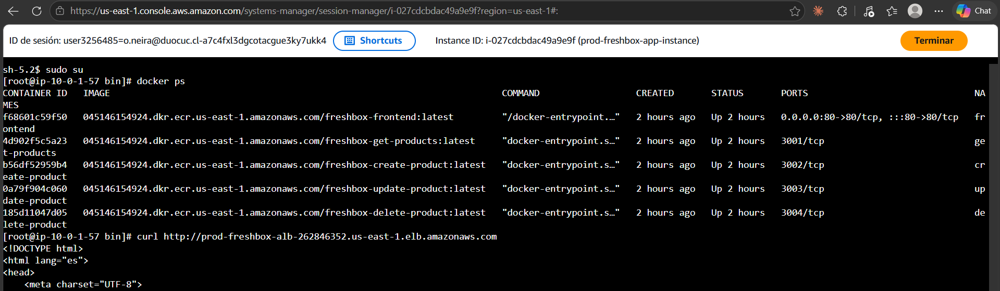 https://us-east-1.console.aws.amazon.com/systems-manager/session-manager/i-027cdcbdac49a9e9f?region=us-east-1#:
Chat
ID de sesión: user3256485=o.neira@duocuc.cl-a7c4fxl3dgcotacgue3ky7ukk4 Shortcuts Instance ID: i-027cdcbdac49a9e9f (prod-freshbox-app-instance) Terminar
sh-5.2$ sudo su
[root@ip-10-0-1-57 bin]# docker ps
CONTAINER ID IMAGE COMMAND CREATED STATUS PORTS NA
MES
f68601c59f50 045146154924.dkr.ecr.us-east-1.amazonaws.com/freshbox-frontend:latest "/docker-entrypoint.…" 2 hours ago Up 2 hours 0.0.0.0:80->80/tcp, :::80->80/tcp fr
ontend
4d902f5c5a23 045146154924.dkr.ecr.us-east-1.amazonaws.com/freshbox-get-products:latest "docker-entrypoint.s…" 2 hours ago Up 2 hours 3001/tcp ge
t-products
b56df52959b4 045146154924.dkr.ecr.us-east-1.amazonaws.com/freshbox-create-product:latest "docker-entrypoint.s…" 2 hours ago Up 2 hours 3002/tcp cr
eate-product
0a79f904c060 045146154924.dkr.ecr.us-east-1.amazonaws.com/freshbox-update-product:latest "docker-entrypoint.s…" 2 hours ago Up 2 hours 3003/tcp up
date-product
185d11047d05 045146154924.dkr.ecr.us-east-1.amazonaws.com/freshbox-delete-product:latest "docker-entrypoint.s…" 2 hours ago Up 2 hours 3004/tcp de
lete-product
[root@ip-10-0-1-57 bin]# curl http://prod-freshbox-alb-262846352.us-east-1.elb.amazonaws.com
<!DOCTYPE html>
<html lang="es">
<head>
<meta charset="UTF-8">